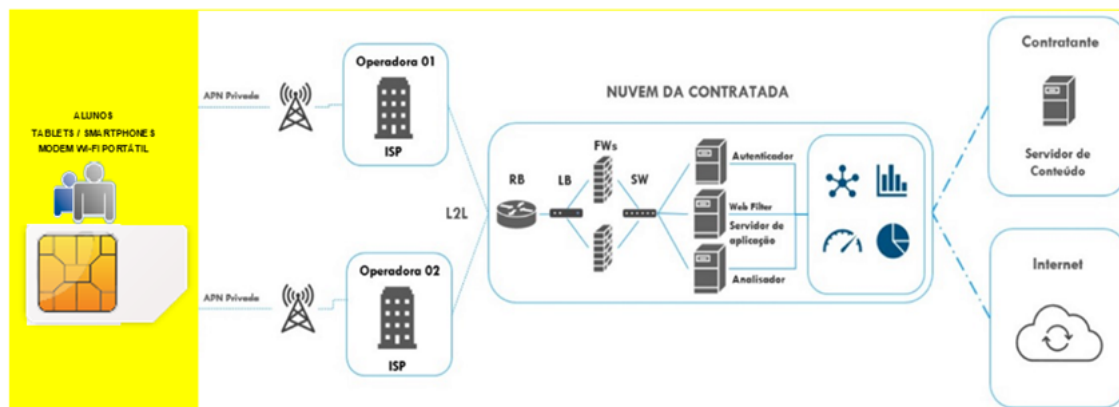 ALUNOS
TABLETS / SMARTPHONES
MODEM WI-FI PORTÁTIL
APN Privada
Operadora 01
ISP
APN Privada
Operadora 02
ISP
L2L
NUVEM DA CONTRATADA
RB
LB
FWs
SW
Autenticador
Web Filter
Servidor de
aplicação
Analisador
Contratante
Servidor de
Conteúdo
Internet